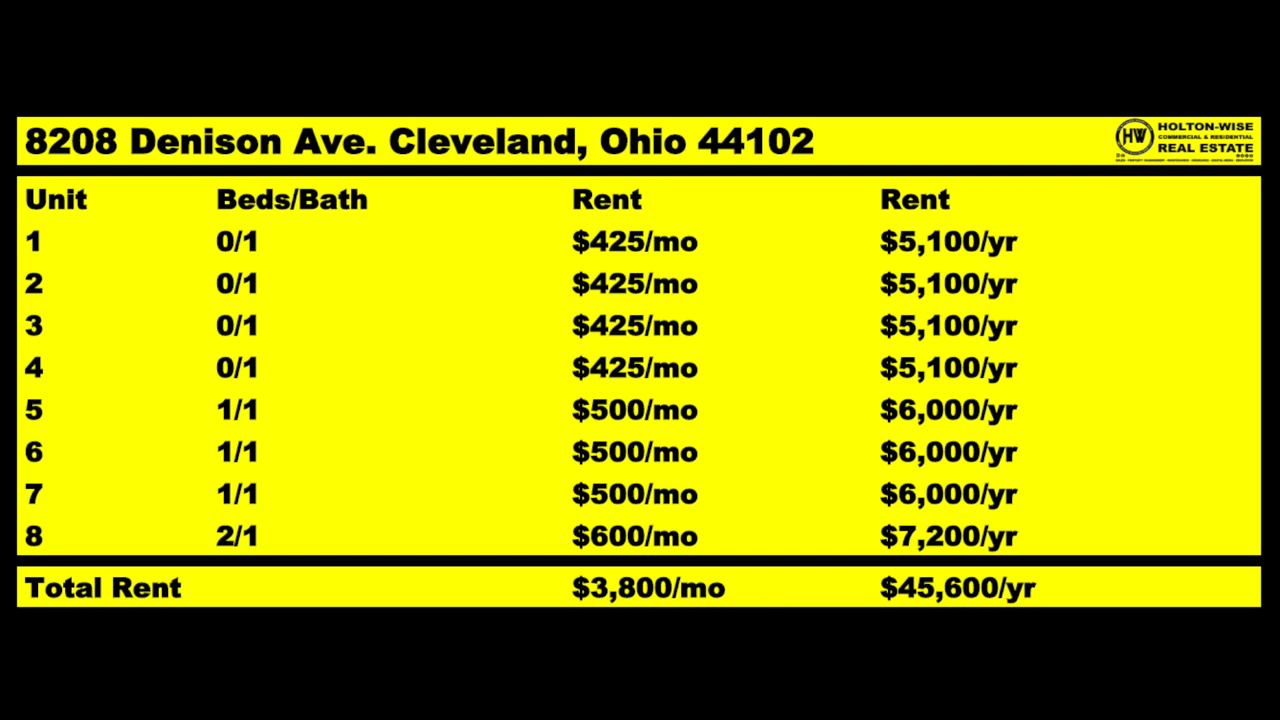 8208 Denison Ave. Cleveland, Ohio 44102
HOLTON-WISE
COMMERCIAL & RESIDENTIAL
REAL ESTATE
HW
Unit Beds/Bath Rent Rent
1 0/1 $425/mo $5,100/yr
2 0/1 $425/mo $5,100/yr
3 0/1 $425/mo $5,100/yr
4 0/1 $425/mo $5,100/yr
5 1/1 $500/mo $6,000/yr
6 1/1 $500/mo $6,000/yr
7 1/1 $500/mo $6,000/yr
8 2/1 $600/mo $7,200/yr
Total Rent $3,800/mo $45,600/yr